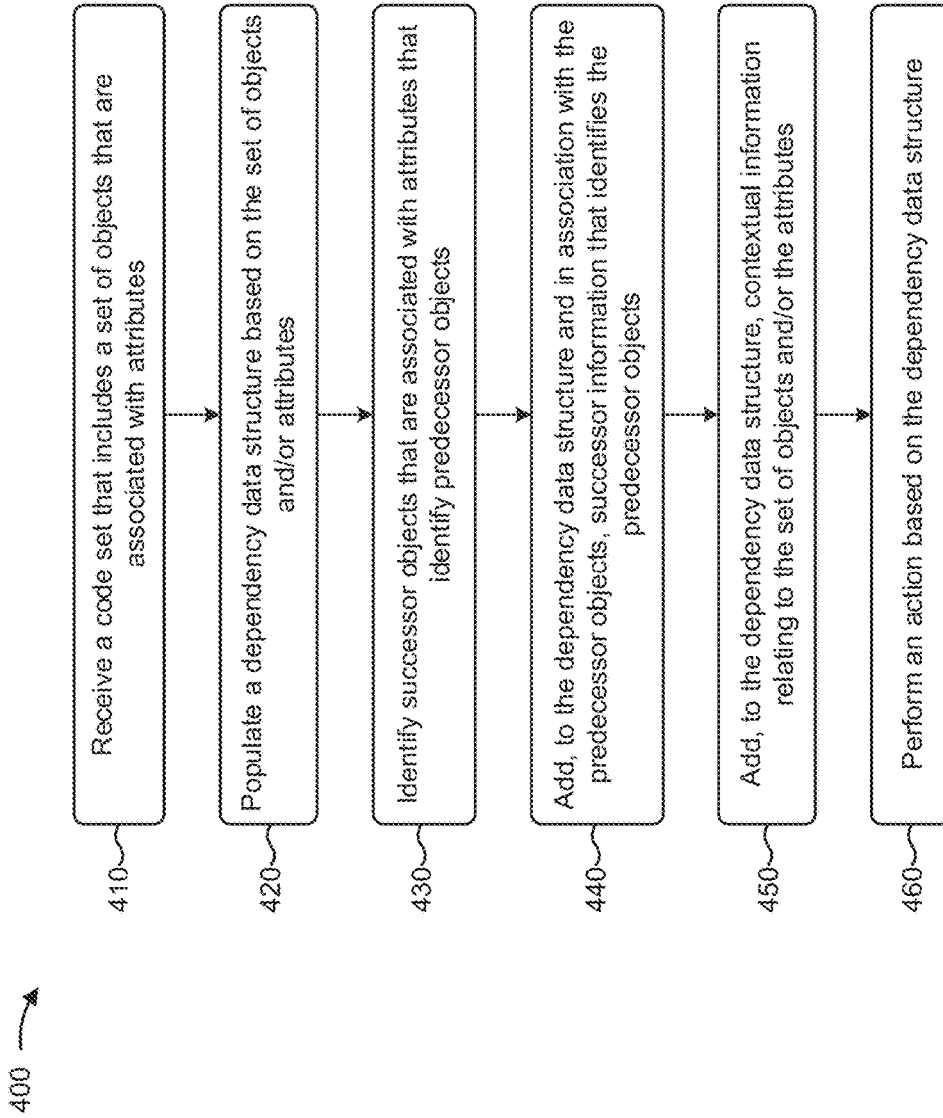 400
410
Receive a code set that includes a set of objects that are
associated with attributes
420
Populate a dependency data structure based on the set of objects
and/or attributes
430
Identify successor objects that are associated with attributes that
identify predecessor objects
440
Add, to the dependency data structure and in association with the
predecessor objects, successor information that identifies the
predecessor objects
450
Add, to the dependency data structure, contextual information
relating to the set of objects and/or the attributes
460
Perform an action based on the dependency data structure